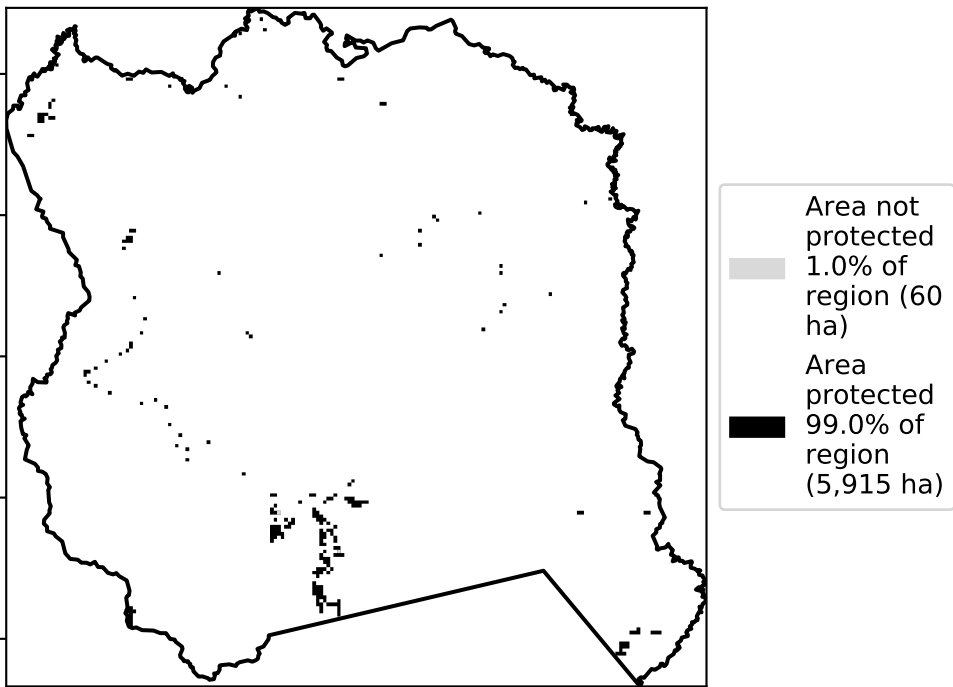 Area not
protected
1.0% of
region (60
ha)
Area
protected
99.0% of
region
(5,915 ha)